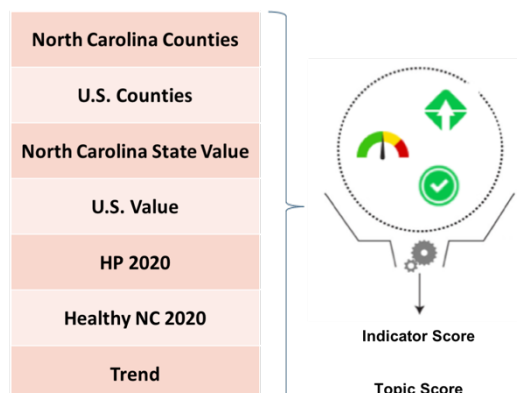 North Carolina Counties
U.S. Counties
North Carolina State Value
U.S. Value
HP 2020
Healthy NC 2020
Trend
Indicator Score
Topic Score